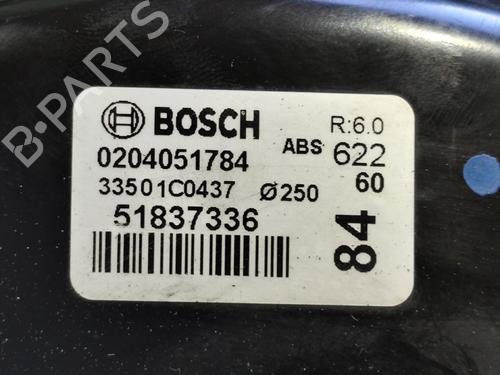 BOSCH R:6.0
0204051784 ABS 622
33501C0437 Ø250 60
51837336
84
B-PARTS